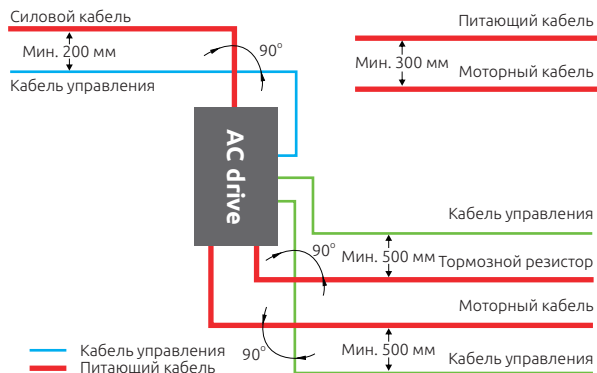 Силовой кабель
Питающий кабель
Мин. 200 мм
90°
Мин. 300 мм
Кабель управления
Моторный кабель
AC drive
Кабель управления
90°
Мин. 500 мм
Тормозной резистор
Моторный кабель
Кабель управления
90°
Мин. 500 мм
Кабель управления
Питающий кабель